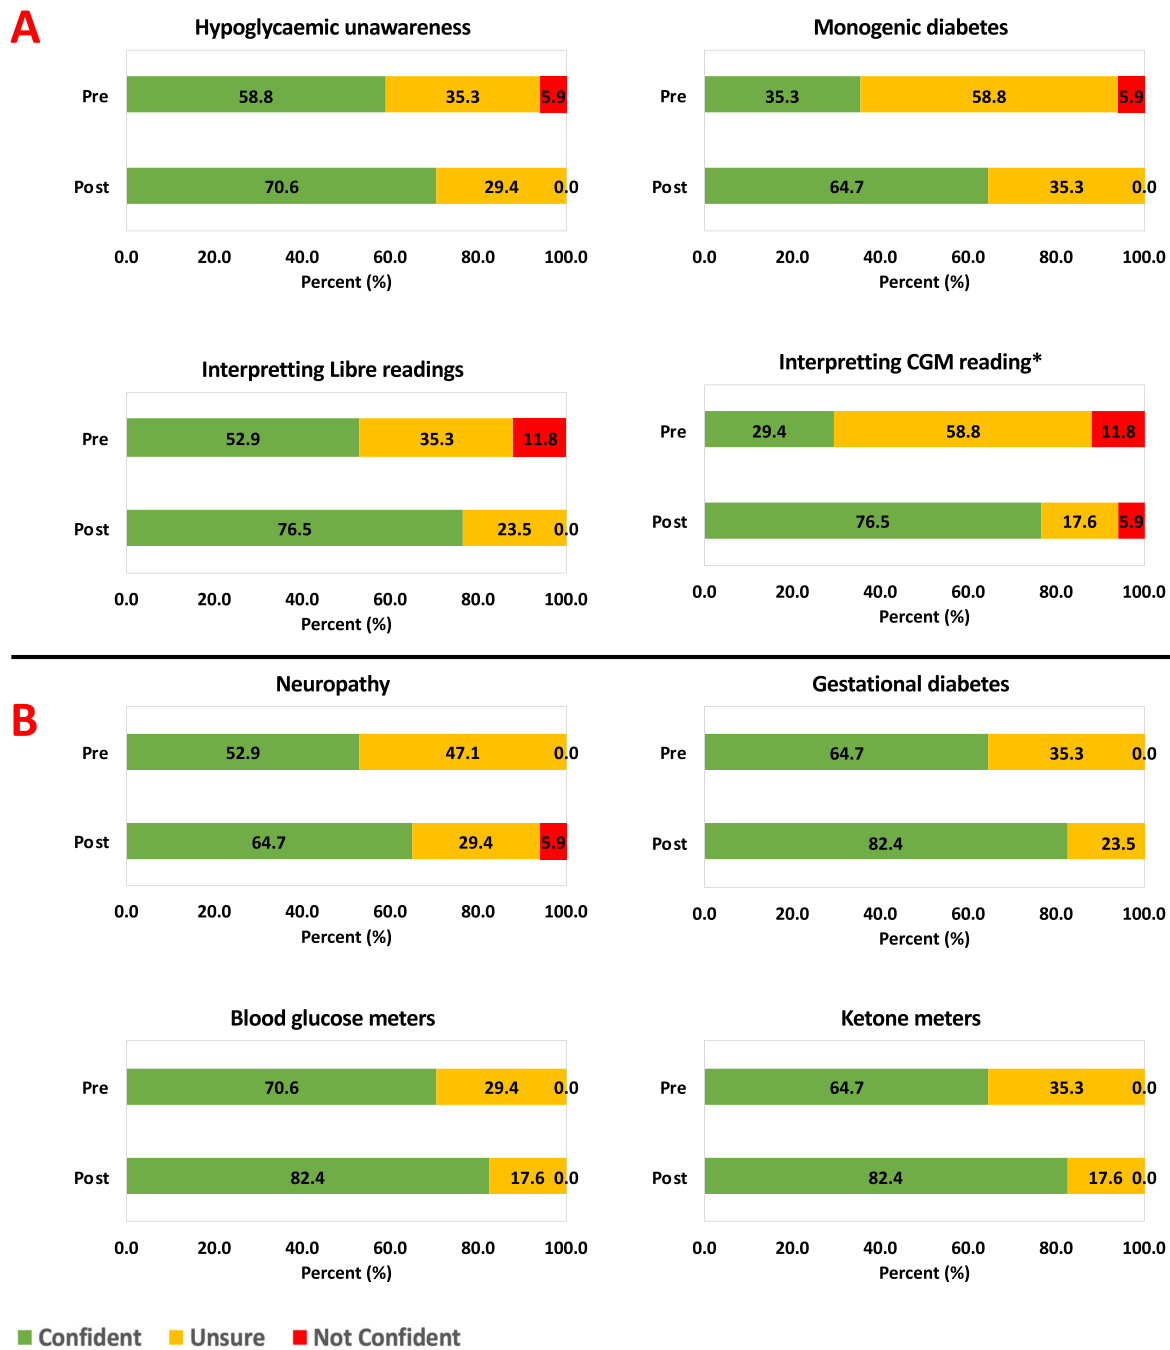 A
Hypoglycaemic unawareness
Pre
58.8 35.3 5.9
Post
70.6 29.4 0.0
0.0 20.0 40.0 60.0 80.0 100.0
Percent (%)
Monogenic diabetes
Pre
35.3 58.8 5.9
Post
64.7 35.3 0.0
0.0 20.0 40.0 60.0 80.0 100.0
Percent (%)
Interpretting Libre readings
Pre
52.9 35.3 11.8
Post
76.5 23.5 0.0
0.0 20.0 40.0 60.0 80.0 100.0
Percent (%)
Interpretting CGM reading*
Pre
29.4 58.8 11.8
Post
76.5 17.6 5.9
0.0 20.0 40.0 60.0 80.0 100.0
Percent (%)
B
Neuropathy
Pre
52.9 47.1 0.0
Post
64.7 29.4 5.9
0.0 20.0 40.0 60.0 80.0 100.0
Percent (%)
Gestational diabetes
Pre
64.7 35.3 0.0
Post
82.4 23.5
0.0 20.0 40.0 60.0 80.0 100.0
Percent (%)
Blood glucose meters
Pre
70.6 29.4 0.0
Post
82.4 17.6 0.0
0.0 20.0 40.0 60.0 80.0 100.0
Percent (%)
Ketone meters
Pre
64.7 35.3 0.0
Post
82.4 17.6 0.0
0.0 20.0 40.0 60.0 80.0 100.0
Percent (%)
Confident Unsure Not Confident